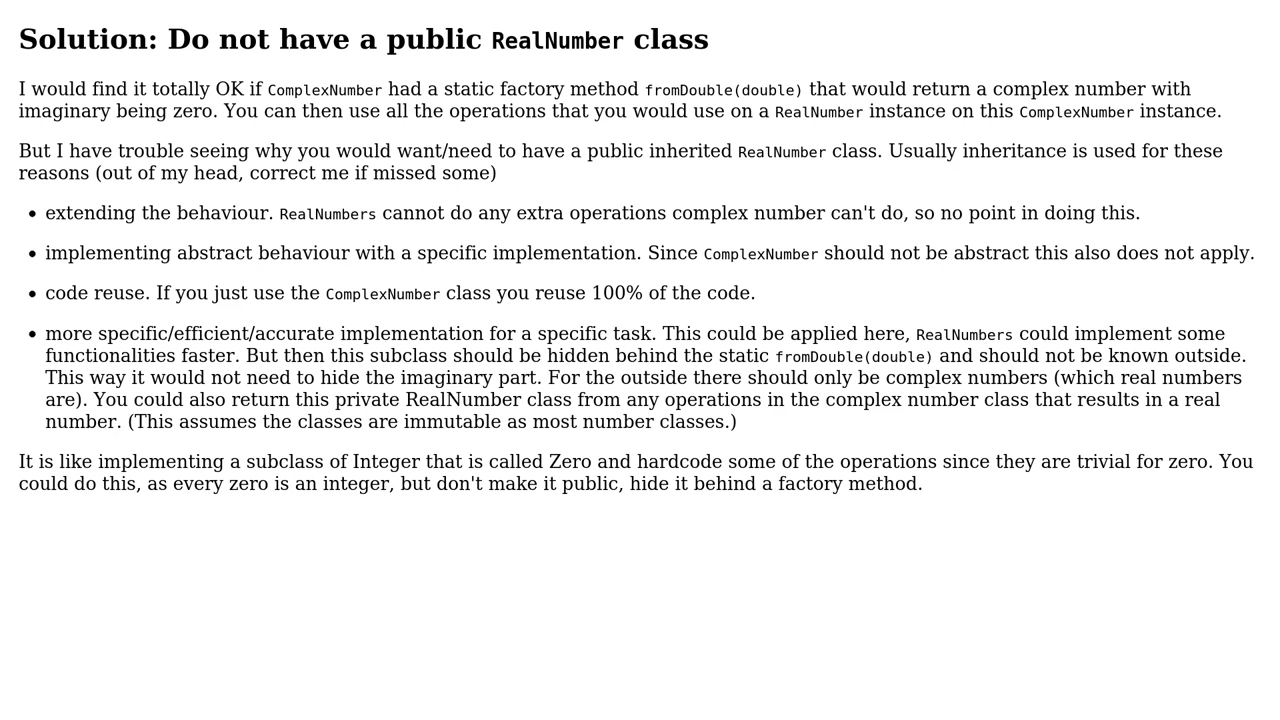 Solution: Do not have a public RealNumber class
I would find it totally OK if ComplexNumber had a static factory method fromDouble(double) that would return a complex number with
imaginary being zero. You can then use all the operations that you would use on a RealNumber instance on this ComplexNumber instance.
But I have trouble seeing why you would want/need to have a public inherited RealNumber class. Usually inheritance is used for these
reasons (out of my head, correct me if missed some)
• extending the behaviour. RealNumbers cannot do any extra operations complex number can't do, so no point in doing this.
• implementing abstract behaviour with a specific implementation. Since ComplexNumber should not be abstract this also does not apply.
• code reuse. If you just use the ComplexNumber class you reuse 100% of the code.
• more specific/efficient/accurate implementation for a specific task. This could be applied here, RealNumbers could implement some
functionalities faster. But then this subclass should be hidden behind the static fromDouble(double) and should not be known outside.
This way it would not need to hide the imaginary part. For the outside there should only be complex numbers (which real numbers
are). You could also return this private RealNumber class from any operations in the complex number class that results in a real
number. (This assumes the classes are immutable as most number classes.)
It is like implementing a subclass of Integer that is called Zero and hardcode some of the operations since they are trivial for zero. You
could do this, as every zero is an integer, but don't make it public, hide it behind a factory method.